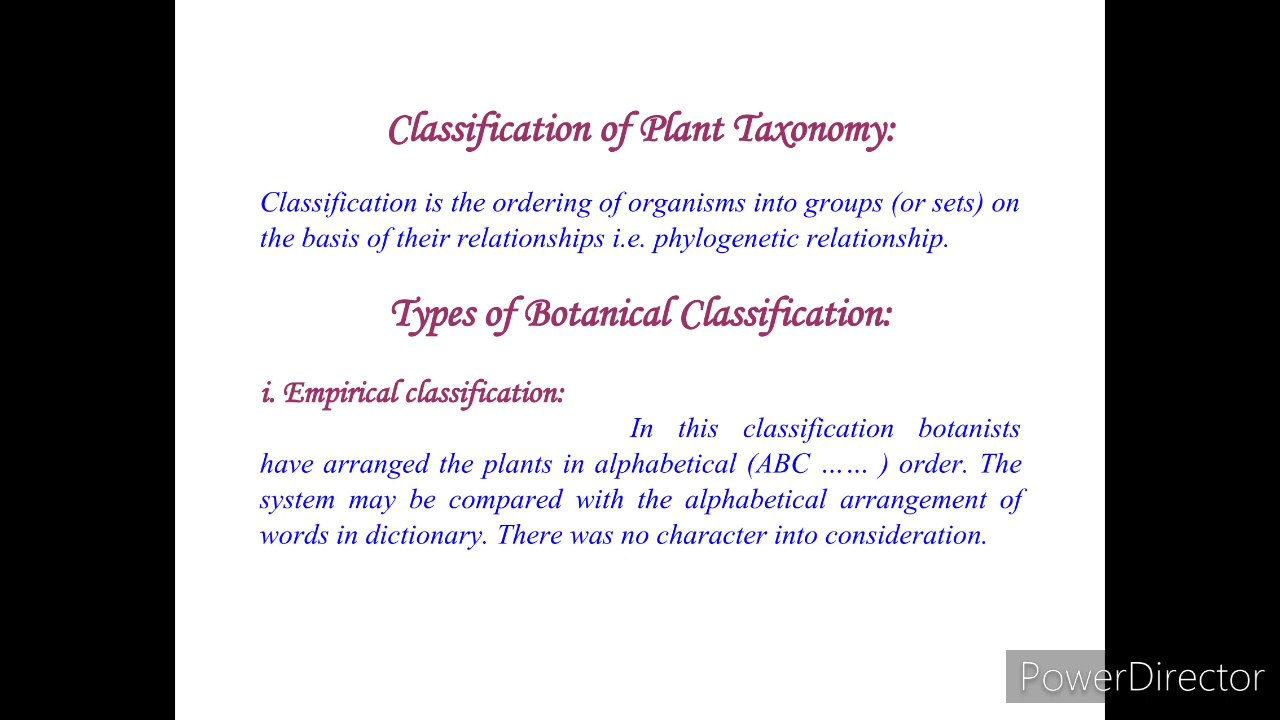 Classification of Plant Taxonomy:
Classification is the ordering of organisms into groups (or sets) on
the basis of their relationships i.e. phylogenetic relationship.
Types of Botanical Classification:
i. Empirical classification:
In this classification botanists
have arranged the plants in alphabetical (ABC …… ) order. The
system may be compared with the alphabetical arrangement of
words in dictionary. There was no character into consideration.
PowerDirector